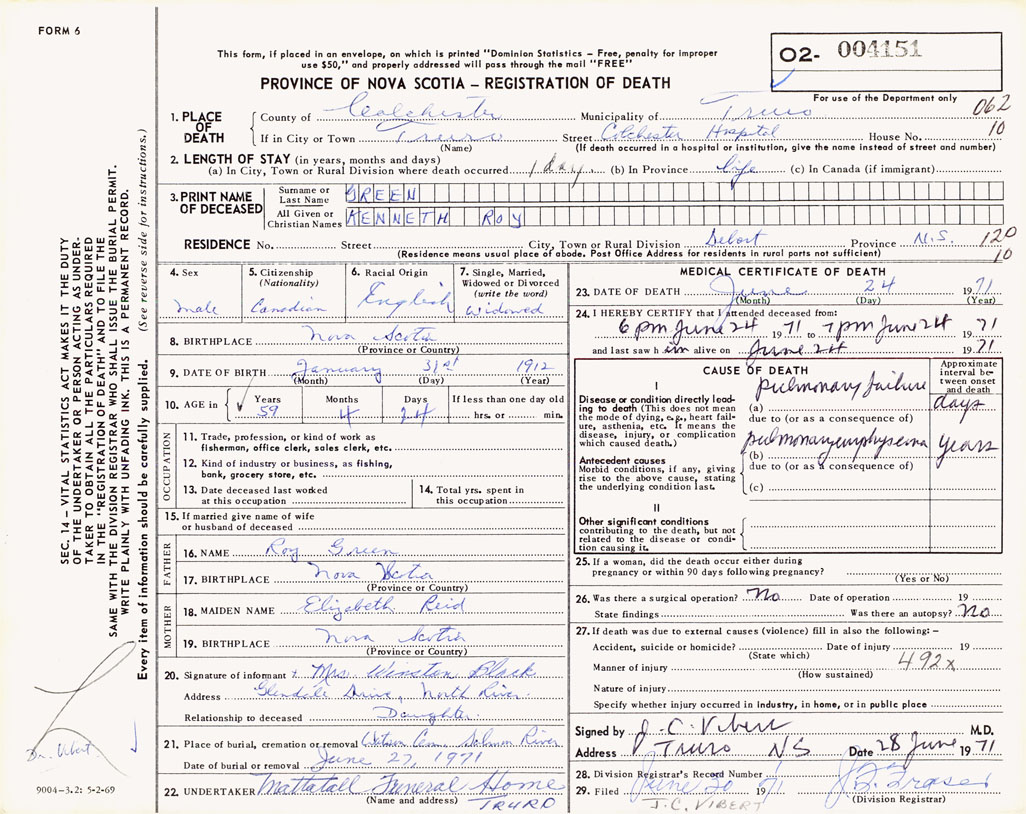 FORM 6
This form, if placed in an envelope, on which is printed "Dominion Statistics – Free, penalty for improper
use $50," and properly addressed will pass through the mail "FREE"
PROVINCE OF NOVA SCOTIA – REGISTRATION OF DEATH
O2- 004151
For use of the Department only
062
10
1. PLACE OF DEATH
County of Colchester Municipality of Truro
If in City or Town Truro Street Colchester Hospital House No.
(Name) (If death occurred in a hospital or institution, give the name instead of street and number)
2. LENGTH OF STAY (in years, months and days)
(a) In City, Town or Rural Division where death occurred 1 day (b) In Province life (c) In Canada (if immigrant)
3. PRINT NAME OF DECEASED
Surname or Last Name GREEN
All Given or Christian Names KENNETH ROY
RESIDENCE No. Street City, Town or Rural Division Debert Province N.S. 120
(Residence means usual place of abode. Post Office Address for residents in rural parts not sufficient) 10
4. Sex male
5. Citizenship (Nationality) Canadian
6. Racial Origin English
7. Single, Married, Widowed or Divorced (write the word) widowed
8. BIRTHPLACE Nova Scotia
(Province or Country)
9. DATE OF BIRTH January 31st 1912
(Month) (Day) (Year)
10. AGE in Years Months Days If less than one day old
59 4 24 hrs. or min.
OCCUPATION
11. Trade, profession, or kind of work as
fisherman, office clerk, sales clerk, etc.
12. Kind of industry or business, as fishing,
bank, grocery store, etc.
13. Date deceased last worked at this occupation
14. Total yrs. spent in this occupation
15. If married give name of wife
or husband of deceased
FATHER
16. NAME Roy Green
17. BIRTHPLACE Nova Scotia
(Province or Country)
MOTHER
18. MAIDEN NAME Elizabeth Reid
19. BIRTHPLACE Nova Scotia
(Province or Country)
20. Signature of informant Mrs Winston Black
Address Glendale Drive, North River
Relationship to deceased Daughter
21. Place of burial, cremation or removal Cem. Salmon River
Date of burial or removal June 27, 1971
22. UNDERTAKER Mattatall Funeral Home
(Name and address) TRURO
MEDICAL CERTIFICATE OF DEATH
23. DATE OF DEATH June 24 1971
(Month) (Day) (Year)
24. I HEREBY CERTIFY that I attended deceased from:
6 pm June 24 1971 to 7 pm Jun 24 1971
and last saw him alive on June 24 1971
CAUSE OF DEATH
Approximate interval between onset and death
I
Disease or condition directly leading to death (This does not
mean the mode of dying, e.g., heart failure, asthenia, etc. It means the
disease, injury, or complication
which caused death.)
pulmonary failure
(a) days
due to (or as a consequence of)
Antecedent causes
Morbid conditions, if any, giving
rise to the above cause, stating
the underlying condition last.
pulmonary emphysema years
(b)
due to (or as a consequence of)
(c)
II
Other significant conditions
contributing to the death, but not
related to the disease or condition
causing it.
25. If a woman, did the death occur either during
pregnancy or within 90 days following pregnancy?
(Yes or No)
26. Was there a surgical operation? No Date of operation 19
State findings Was there an autopsy? No
27. If death was due to external causes (violence) fill in also the following: –
Accident, suicide or homicide? Date of injury 19
(State which) 492x
Manner of injury
(How sustained)
Nature of injury
Specify whether injury occurred in industry, in home, or in public place
Signed by J. C. Vibert M.D.
Address Truro NS Date 28 June 1971
28. Division Registrar's Record Number
29. Filed June 30 1971
(Division Registrar)
J.C. VIBERT
SEC. 14 – VITAL STATISTICS ACT MAKES IT THE DUTY
OF THE UNDERTAKER OR PERSON ACTING AS UNDER-
TAKER TO OBTAIN ALL THE PARTICULARS REQUIRED
IN THE "REGISTRATION OF DEATH" AND TO FILE THE
SAME WITH THE DIVISION REGISTRAR WHO SHALL ISSUE THE BURIAL PERMIT.
WRITE PLAINLY WITH UNFADING INK. THIS IS A PERMANENT RECORD.
Every item of information should be carefully supplied. (See reverse side for instructions.)
Dr. Vibert
9004-3.2: 5-2-69